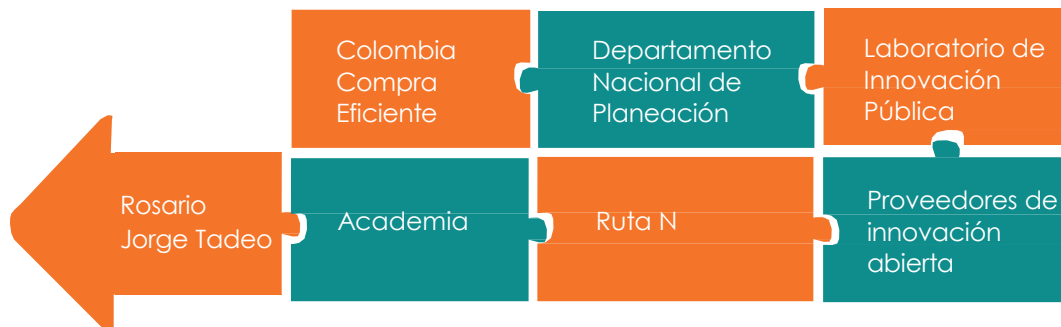 Colombia
Compra
Eficiente
Departamento
Nacional de
Planeación
Laboratorio de
Innovación
Pública
Rosario
Jorge Tadeo
Academia
Ruta N
Proveedores de
innovación
abierta